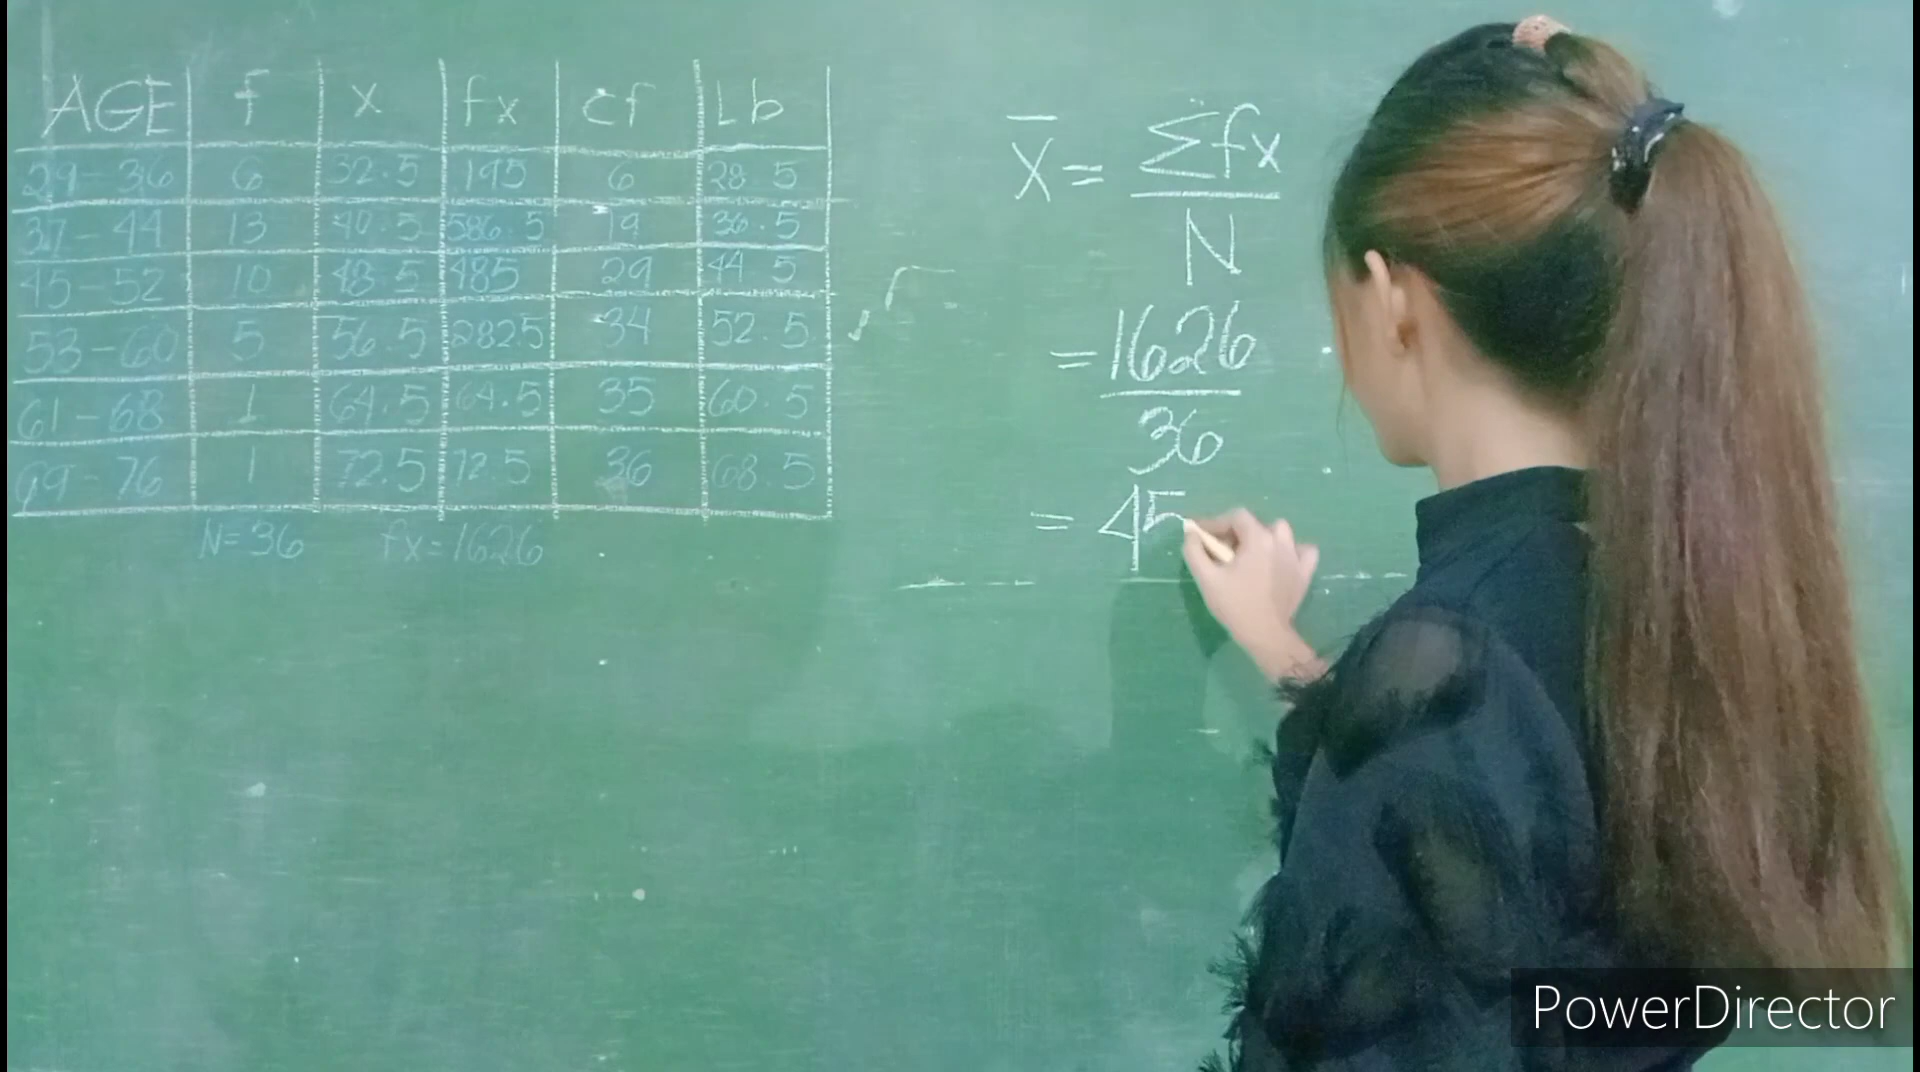 AGE f x fx cf Lb
29-36 6 32.5 195 6 28.5
37-44 13 40.5 586.5 19 36.5
45-52 10 48.5 485 29 44.5
53-60 5 56.5 282.5 34 52.5
61-68 1 64.5 64.5 35 60.5
69-76 1 72.5 72.5 36 68.5
N=36 fx=1626
X̄ = Σfx
N
= 1626
36
= 45
PowerDirector